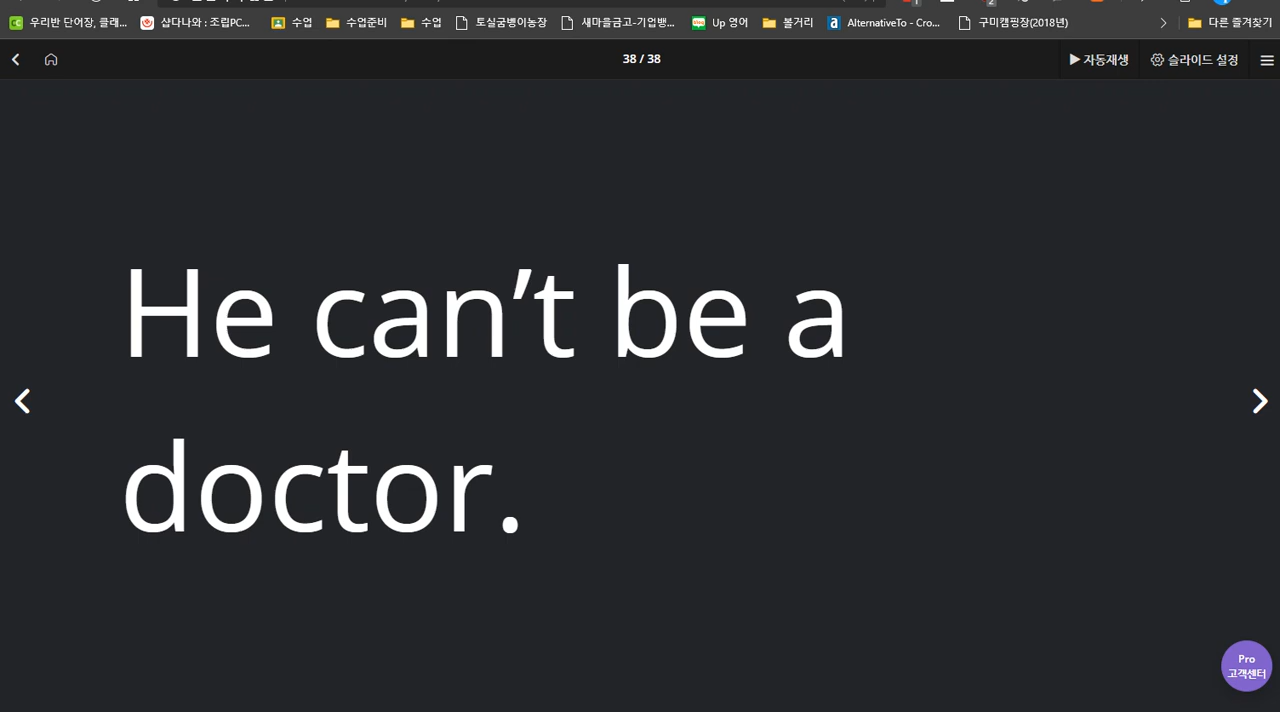 우리반 단어장, 클래... 샵다나와 : 조립PC... 수업 수업준비 수업 토실굼벵이농장 새마을금고-기업뱅... Up 영어 볼거리 AlternativeTo - Cro... 구미캠핑장(2018년) 다른 즐겨찾기
38 / 38 자동재생 슬라이드 설정
He can’t be a
doctor.
Pro
고객센터